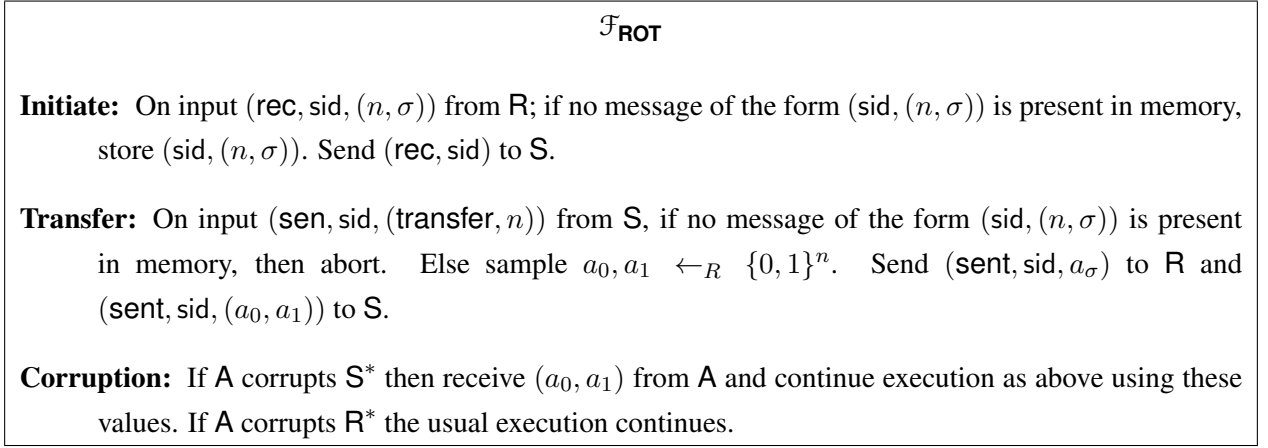 ℱ_ROT
Initiate: On input (rec, sid, (n, σ)) from R; if no message of the form (sid, (n, σ)) is present in memory,
store (sid, (n, σ)). Send (rec, sid) to S.
Transfer: On input (sen, sid, (transfer, n)) from S, if no message of the form (sid, (n, σ)) is present
in memory, then abort. Else sample a₀, a₁ ←_R {0, 1}ⁿ. Send (sent, sid, a_σ) to R and
(sent, sid, (a₀, a₁)) to S.
Corruption: If A corrupts S* then receive (a₀, a₁) from A and continue execution as above using these
values. If A corrupts R* the usual execution continues.